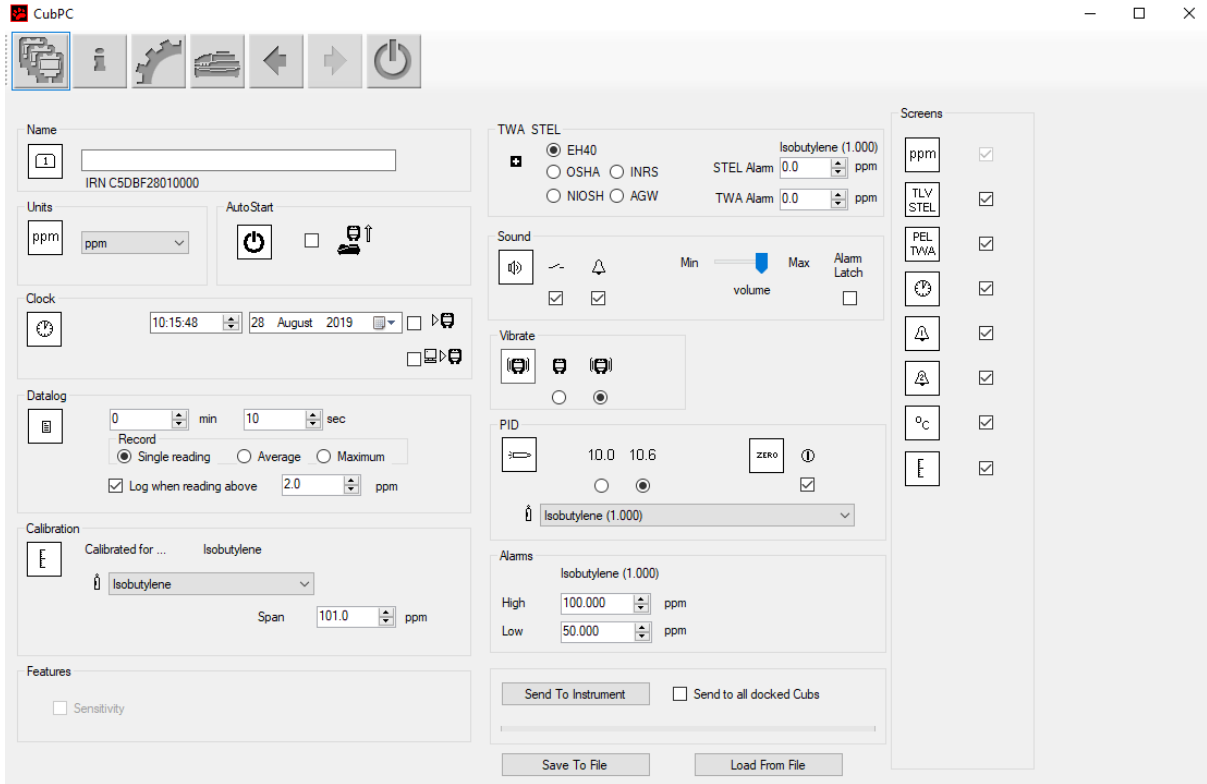 CubPC
Name
1
IRN C5DBF28010000
Units
ppm
ppm
AutoStart
Clock
10:15:48
28 August 2019
Datalog
0 min 10 sec
Record
Single reading Average Maximum
Log when reading above 2.0 ppm
Calibration
Calibrated for ... Isobutylene
Isobutylene
Span 101.0 ppm
Features
Sensitivity
TWA STEL
EH40
OSHA INRS
NIOSH AGW
Isobutylene (1.000)
STEL Alarm 0.0 ppm
TWA Alarm 0.0 ppm
Sound
Min Max
volume
Alarm
Latch
Vibrate
PID
10.0 10.6
ZERO
Isobutylene (1.000)
Alarms
Isobutylene (1.000)
High 100.000 ppm
Low 50.000 ppm
Send To Instrument
Send to all docked Cubs
Save To File
Load From File
Screens
ppm
TLV
STEL
PEL
TWA
1
2
°C